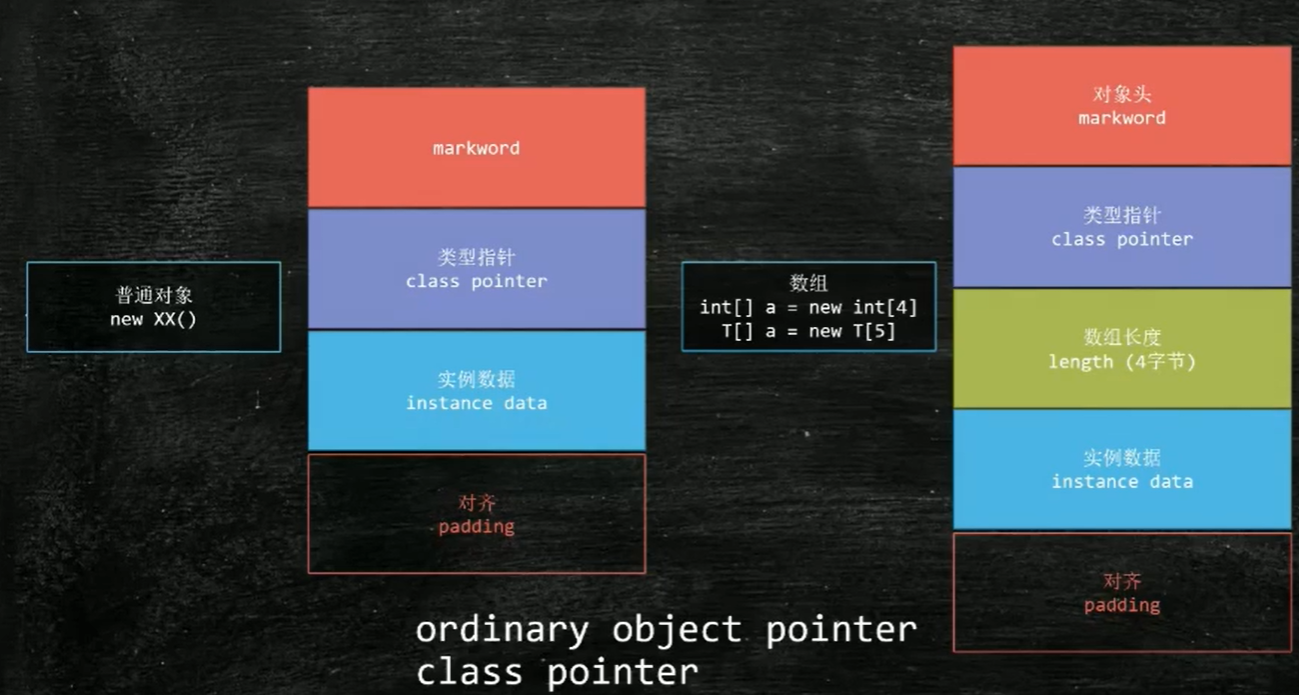 普通对象
new XX()
markword
类型指针
class pointer
实例数据
instance data
对齐
padding
数组
int[] a = new int[4]
T[] a = new T[5]
对象头
markword
类型指针
class pointer
数组长度
length (4字节)
实例数据
instance data
对齐
padding
ordinary object pointer
class pointer